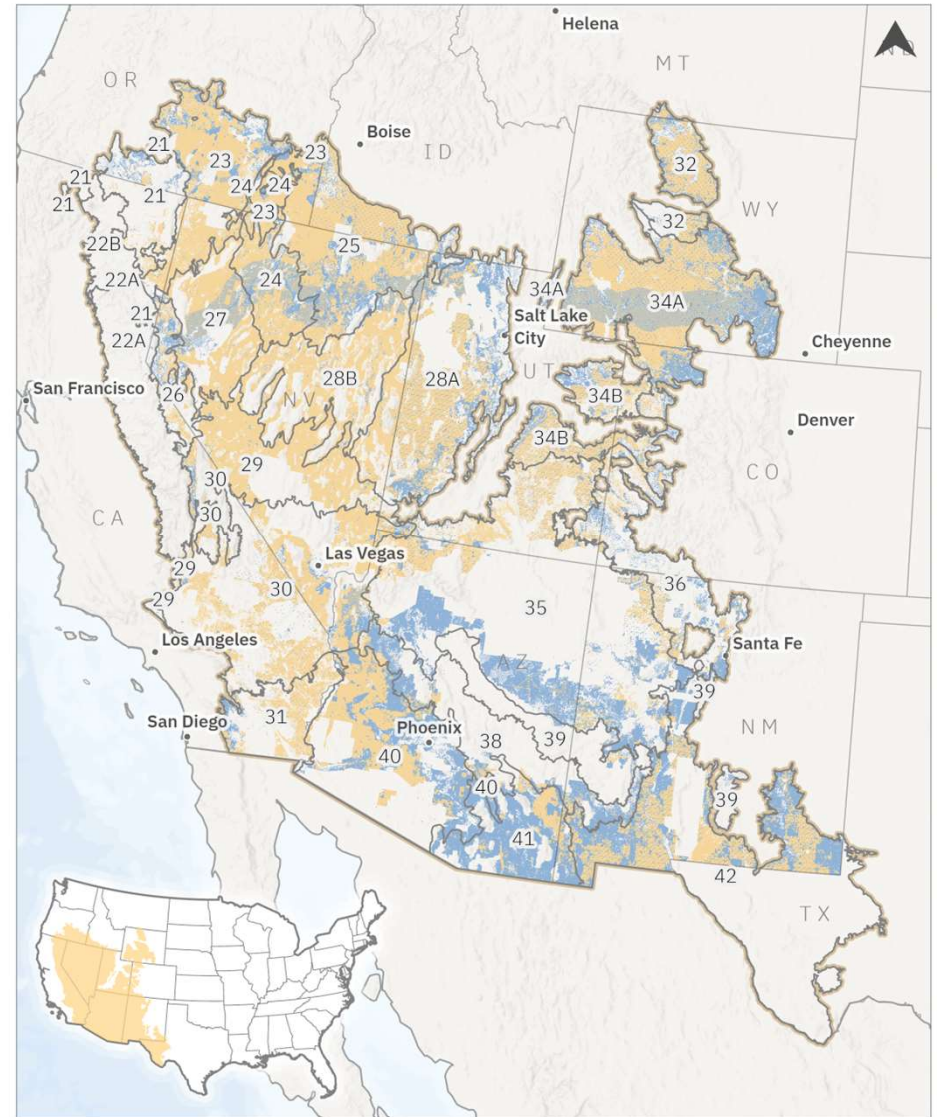 Helena
ND
MT
OR
Boise
ID
21
23
23
32
24
24
21
21
21
23
WY
32
22B
25
24
22A
34A
34A
21
27
Salt Lake
City
22A
Cheyenne
UT
28B
28A
San Francisco
26
34B
NV
Denver
34B
29
30
CO
30
CA
Las Vegas
29
30
36
29
35
Los Angeles
Santa Fe
AZ
39
31
San Diego
Phoenix
NM
38
39
40
40
39
41
42
TX